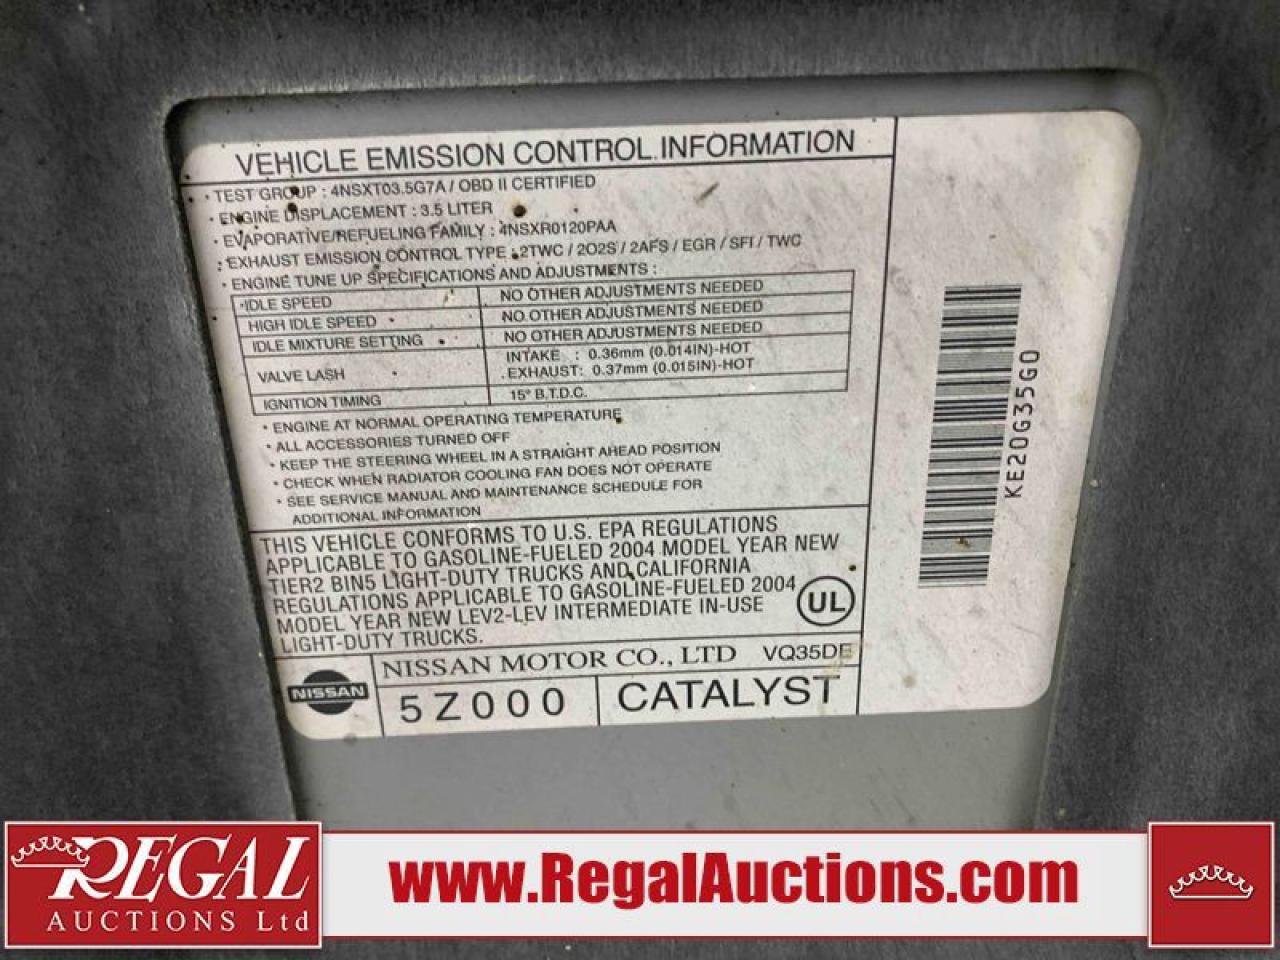 VEHICLE EMISSION CONTROL INFORMATION
• TEST GROUP : 4NSXT03.5G7A / OBD II CERTIFIED
• ENGINE DISPLACEMENT : 3.5 LITER
• EVAPORATIVE/REFUELING FAMILY : 4NSXR0120PAA
• EXHAUST EMISSION CONTROL TYPE : 2TWC / 2O2S / 2AFS / EGR / SFI / TWC
• ENGINE TUNE UP SPECIFICATIONS AND ADJUSTMENTS :
IDLE SPEED NO OTHER ADJUSTMENTS NEEDED
HIGH IDLE SPEED NO OTHER ADJUSTMENTS NEEDED
IDLE MIXTURE SETTING NO OTHER ADJUSTMENTS NEEDED
VALVE LASH INTAKE : 0.36mm (0.014IN)-HOT
EXHAUST: 0.37mm (0.015IN)-HOT
IGNITION TIMING 15° B.T.D.C.
• ENGINE AT NORMAL OPERATING TEMPERATURE
• ALL ACCESSORIES TURNED OFF
• KEEP THE STEERING WHEEL IN A STRAIGHT AHEAD POSITION
• CHECK WHEN RADIATOR COOLING FAN DOES NOT OPERATE
• SEE SERVICE MANUAL AND MAINTENANCE SCHEDULE FOR
ADDITIONAL INFORMATION
THIS VEHICLE CONFORMS TO U.S. EPA REGULATIONS
APPLICABLE TO GASOLINE-FUELED 2004 MODEL YEAR NEW
TIER2 BIN5 LIGHT-DUTY TRUCKS AND CALIFORNIA
REGULATIONS APPLICABLE TO GASOLINE-FUELED 2004
MODEL YEAR NEW LEV2-LEV INTERMEDIATE IN-USE
LIGHT-DUTY TRUCKS.
UL
NISSAN
NISSAN MOTOR CO., LTD VQ35DE
5Z000 CATALYST
KE20G35G0
REGAL
AUCTIONS Ltd
www.RegalAuctions.com